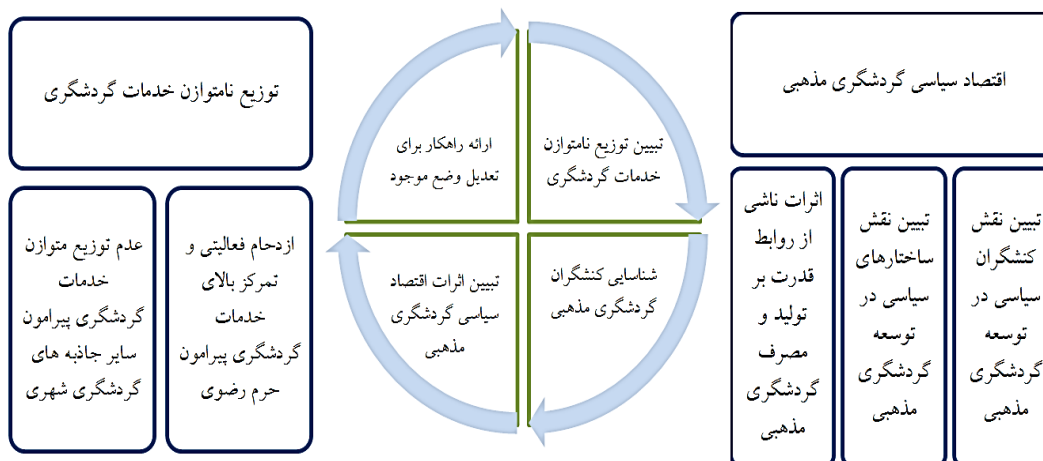 اقتصاد سیاسی گردشگری مذهبی
تبیین نقش
کنشگران
سیاسی در
توسعه
گردشگری
مذهبی
تبیین نقش
ساختارهای
سیاسی در
توسعه
گردشگری
مذهبی
اثرات ناشی
از روابط
قدرت بر
تولید و
مصرف
گردشگری
مذهبی
تبیین توزیع نامتوازن
خدمات گردشگری
شناسایی کنشگران
گردشگری مذهبی
تبیین اثرات اقتصاد
سیاسی گردشگری
مذهبی
ارائه راهکار برای
تعدیل وضع موجود
توزیع نامتوازن خدمات گردشگری
ازدحام فعالیتی و
تمرکز بالای
خدمات
گردشگری پیرامون
حرم رضوی
عدم توزیع متوازن
خدمات
گردشگری پیرامون
سایر جاذبه های
گردشگری شهری